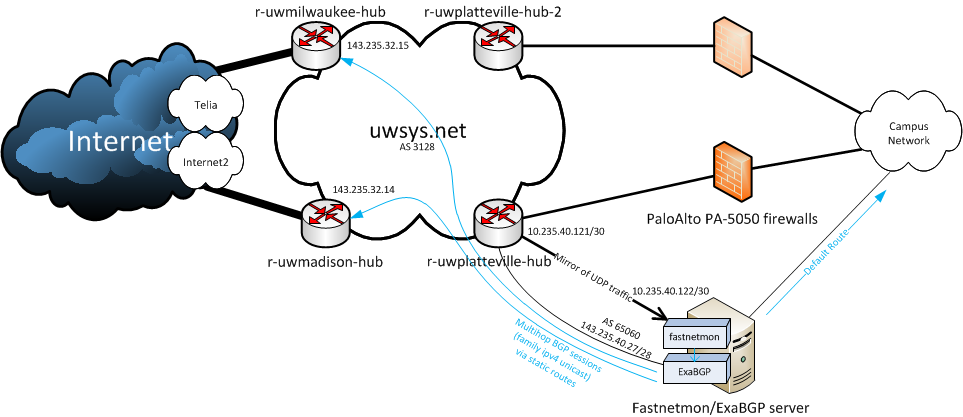 r-uwmilwaukee-hub
r-uwplatteville-hub-2
143.235.32.15
Telia
Internet
Internet2
uwsys.net
AS 3128
Campus
Network
143.235.32.14
PaloAlto PA-5050 firewalls
10.235.40.121/30
r-uwmadison-hub
r-uwplatteville-hub
Mirror of UDP traffic
10.235.40.122/30
Default Route
AS 65060
143.235.40.27/28
Multihop BGP sessions
(family ipv4 unicast)
via static routes
fastnetmon
ExaBGP
Fastnetmon/ExaBGP server